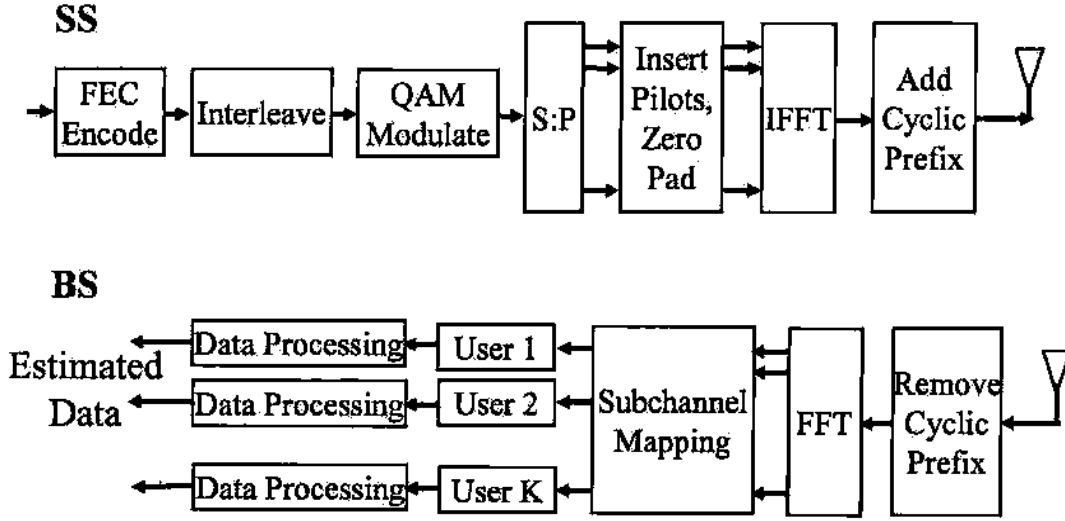 SS
FEC
Encode
Interleave
QAM
Modulate
S:P
Insert
Pilots,
Zero
Pad
IFFT
Add
Cyclic
Prefix
BS
Estimated
Data
Data Processing
User 1
Data Processing
User 2
Data Processing
User K
Subchannel
Mapping
FFT
Remove
Cyclic
Prefix